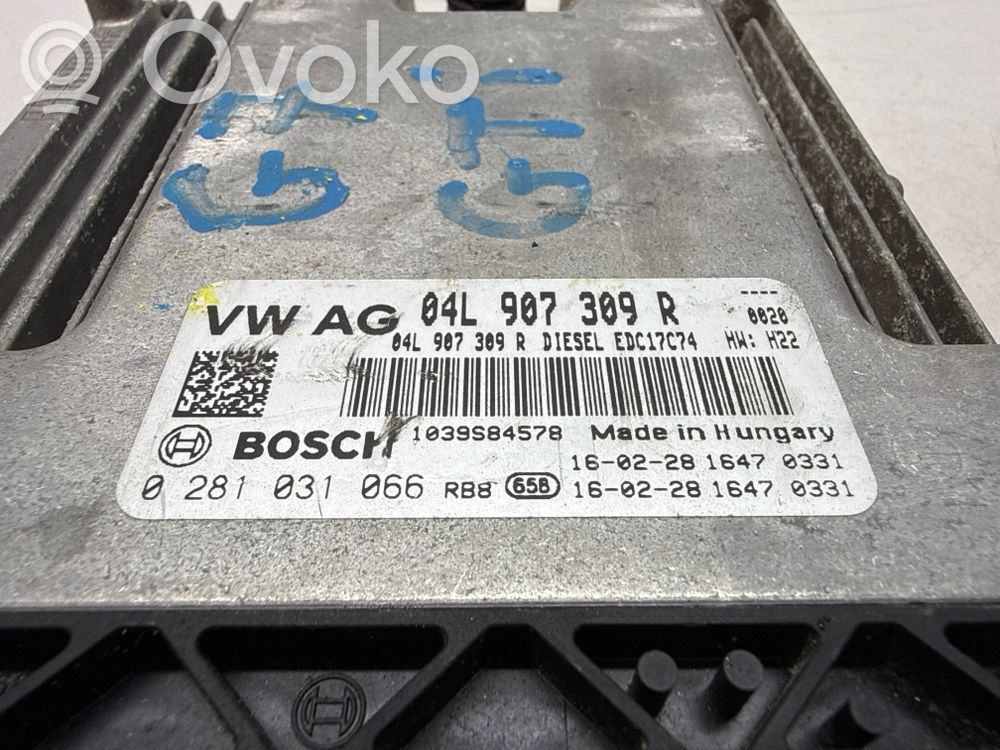 Ovoko
VW AG 04L 907 309 R
----
04L 907 309 R DIESEL EDC17C74
0020
HW: H22
BOSCH
1039S84578 Made in Hungary
16-02-28 1647 0331
0 281 031 066 RB8 65B 16-02-28 1647 0331